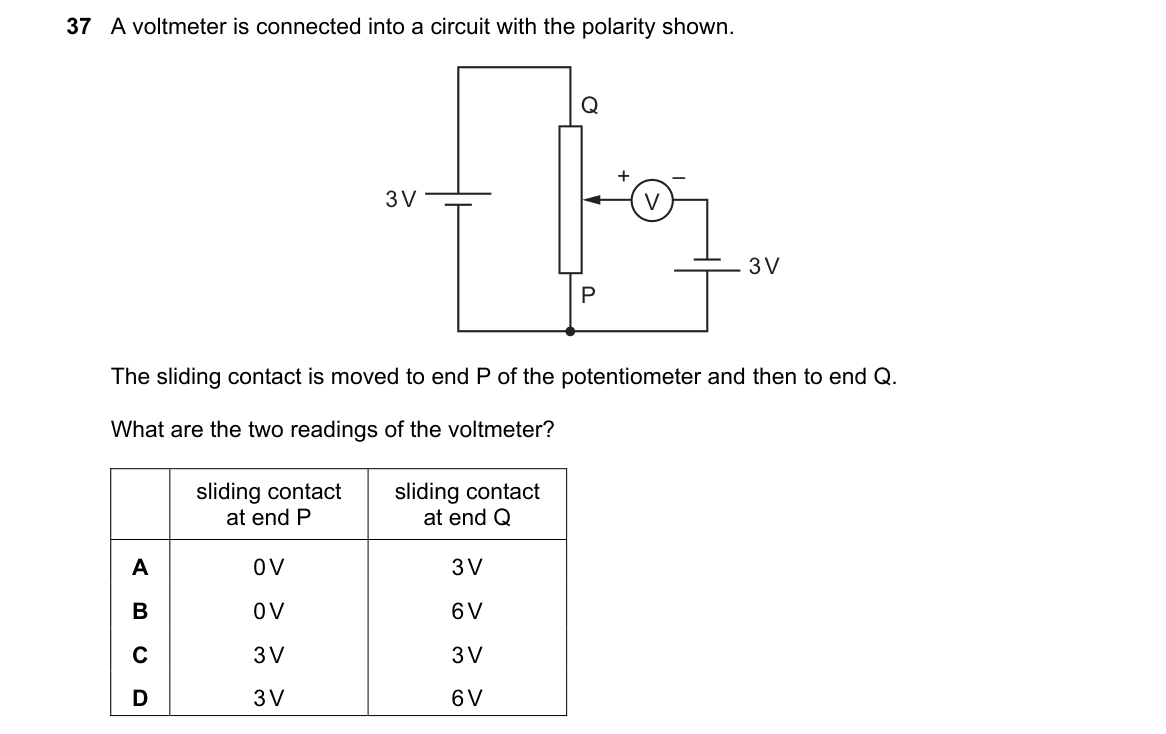 37 A voltmeter is connected into a circuit with the polarity shown.
Q
+ –
3 V
V
3 V
P
The sliding contact is moved to end P of the potentiometer and then to end Q.
What are the two readings of the voltmeter?
sliding contact at end P sliding contact at end Q
A 0 V 3 V
B 0 V 6 V
C 3 V 3 V
D 3 V 6 V